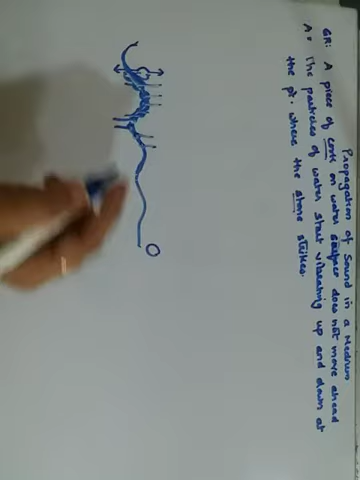 Propagation of Sound in a Medium
GR: A piece of cork on water surface does not move ahead
A: The particles of water start vibrating up and down at
the pt. where the stone strikes.